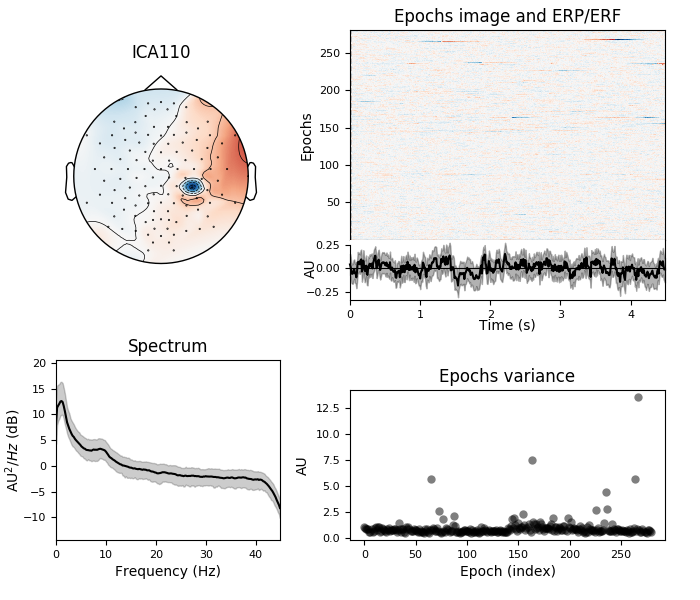 ICA110
Epochs image and ERP/ERF
Epochs
250
200
150
100
50
AU
0.25
0.00
−0.25
0 1 2 3 4
Time (s)
Spectrum
AU²/Hz (dB)
20
15
10
5
0
−5
−10
0 10 20 30 40
Frequency (Hz)
Epochs variance
AU
12.5
10.0
7.5
5.0
2.5
0.0
0 50 100 150 200 250
Epoch (index)